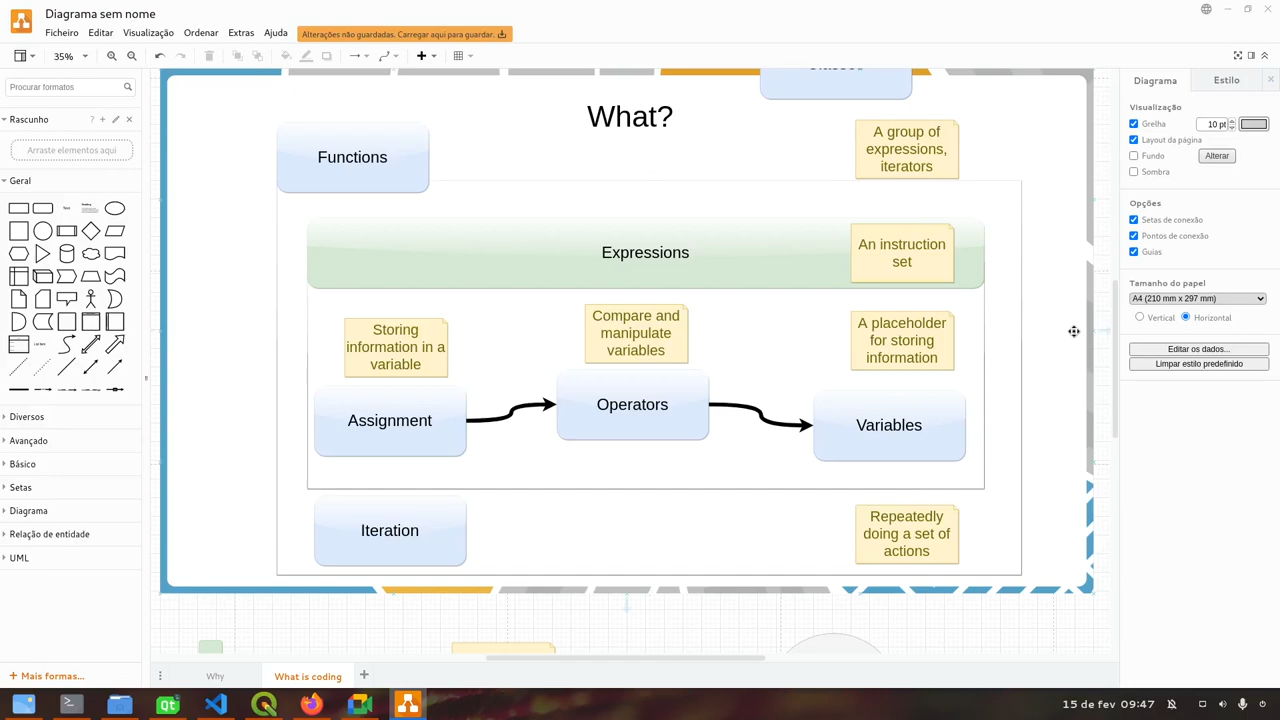 Diagrama sem nome
Ficheiro Editar Visualização Ordenar Extras Ajuda
Alterações não guardadas. Carregar aqui para guardar.
35%
Procurar formatos
Rascunho
? + ×
Arraste elementos aqui
Geral
Text
Heading
List Item
Diversos
Avançado
Básico
Setas
Diagrama
Relação de entidade
UML
+ Mais formas...
What?
Functions
A group of
expressions,
iterators
Expressions
An instruction
set
Storing
information in a
variable
Compare and
manipulate
variables
A placeholder
for storing
information
Assignment
Operators
Variables
Iteration
Repeatedly
doing a set of
actions
Why
What is coding
Diagrama
Estilo
Visualização
Grelha
10 pt
Layout da página
Fundo
Alterar
Sombra
Opções
Setas de conexão
Pontos de conexão
Guias
Tamanho do papel
A4 (210 mm x 297 mm)
Vertical
Horizontal
Editar os dados...
Limpar estilo predefinido
Qt
15 de fev 09:47